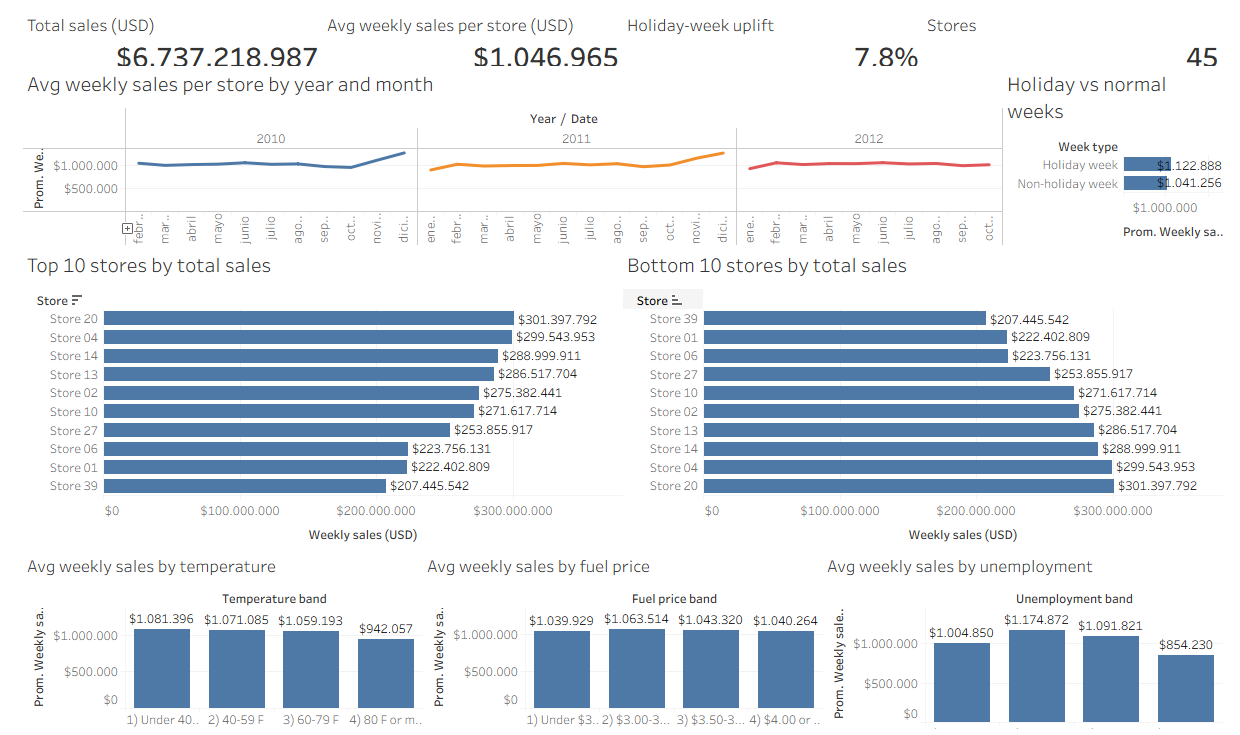 Total sales (USD)
Avg weekly sales per store (USD)
Holiday-week uplift
Stores
$6.737.218.987
$1.046.965
7.8%
45
Avg weekly sales per store by year and month
Year / Date
2010
2011
2012
Prom. We..
$1.000.000
$500.000
febr..
mar..
abril
mayo
junio
julio
ago..
sep..
oct..
novi..
dici..
ene..
febr..
mar..
abril
mayo
junio
julio
ago..
sep..
oct..
novi..
dici..
ene..
febr..
mar..
abril
mayo
junio
julio
ago..
sep..
oct..
Holiday vs normal
weeks
Week type
Holiday week
$1.122.888
Non-holiday week
$1.041.256
$1.000.000
Prom. Weekly sa..
Top 10 stores by total sales
Store
Store 20
$301.397.792
Store 04
$299.543.953
Store 14
$288.999.911
Store 13
$286.517.704
Store 02
$275.382.441
Store 10
$271.617.714
Store 27
$253.855.917
Store 06
$223.756.131
Store 01
$222.402.809
Store 39
$207.445.542
$0
$100.000.000
$200.000.000
$300.000.000
Weekly sales (USD)
Bottom 10 stores by total sales
Store
Store 39
$207.445.542
Store 01
$222.402.809
Store 06
$223.756.131
Store 27
$253.855.917
Store 10
$271.617.714
Store 02
$275.382.441
Store 13
$286.517.704
Store 14
$288.999.911
Store 04
$299.543.953
Store 20
$301.397.792
$0
$100.000.000
$200.000.000
$300.000.000
Weekly sales (USD)
Avg weekly sales by temperature
Temperature band
Prom. Weekly sa..
$1.000.000
$500.000
$0
$1.081.396
$1.071.085
$1.059.193
$942.057
1) Under 40..
2) 40-59 F
3) 60-79 F
4) 80 F or m..
Avg weekly sales by fuel price
Fuel price band
Prom. Weekly sa..
$1.000.000
$500.000
$0
$1.039.929
$1.063.514
$1.043.320
$1.040.264
1) Under $3..
2) $3.00-3...
3) $3.50-3...
4) $4.00 or ..
Avg weekly sales by unemployment
Unemployment band
Prom. Weekly sale..
$1.000.000
$500.000
$0
$1.004.850
$1.174.872
$1.091.821
$854.230